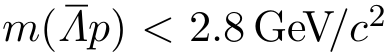 m(Λ̅p) < 2.8 GeV/c²